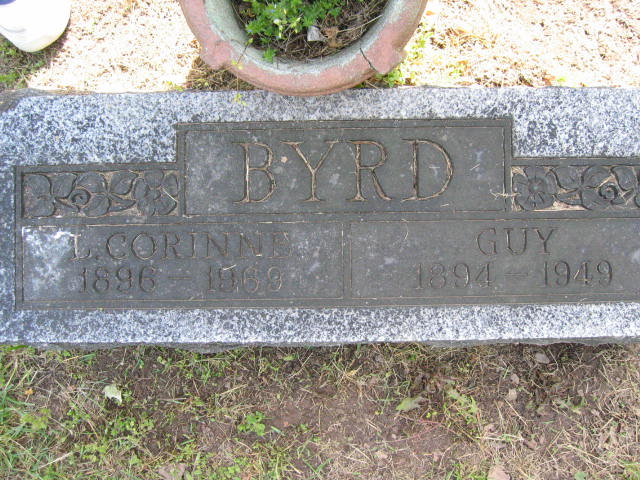 BYRD
L. CORINNE
1896 – 1969
GUY
1894 – 1949